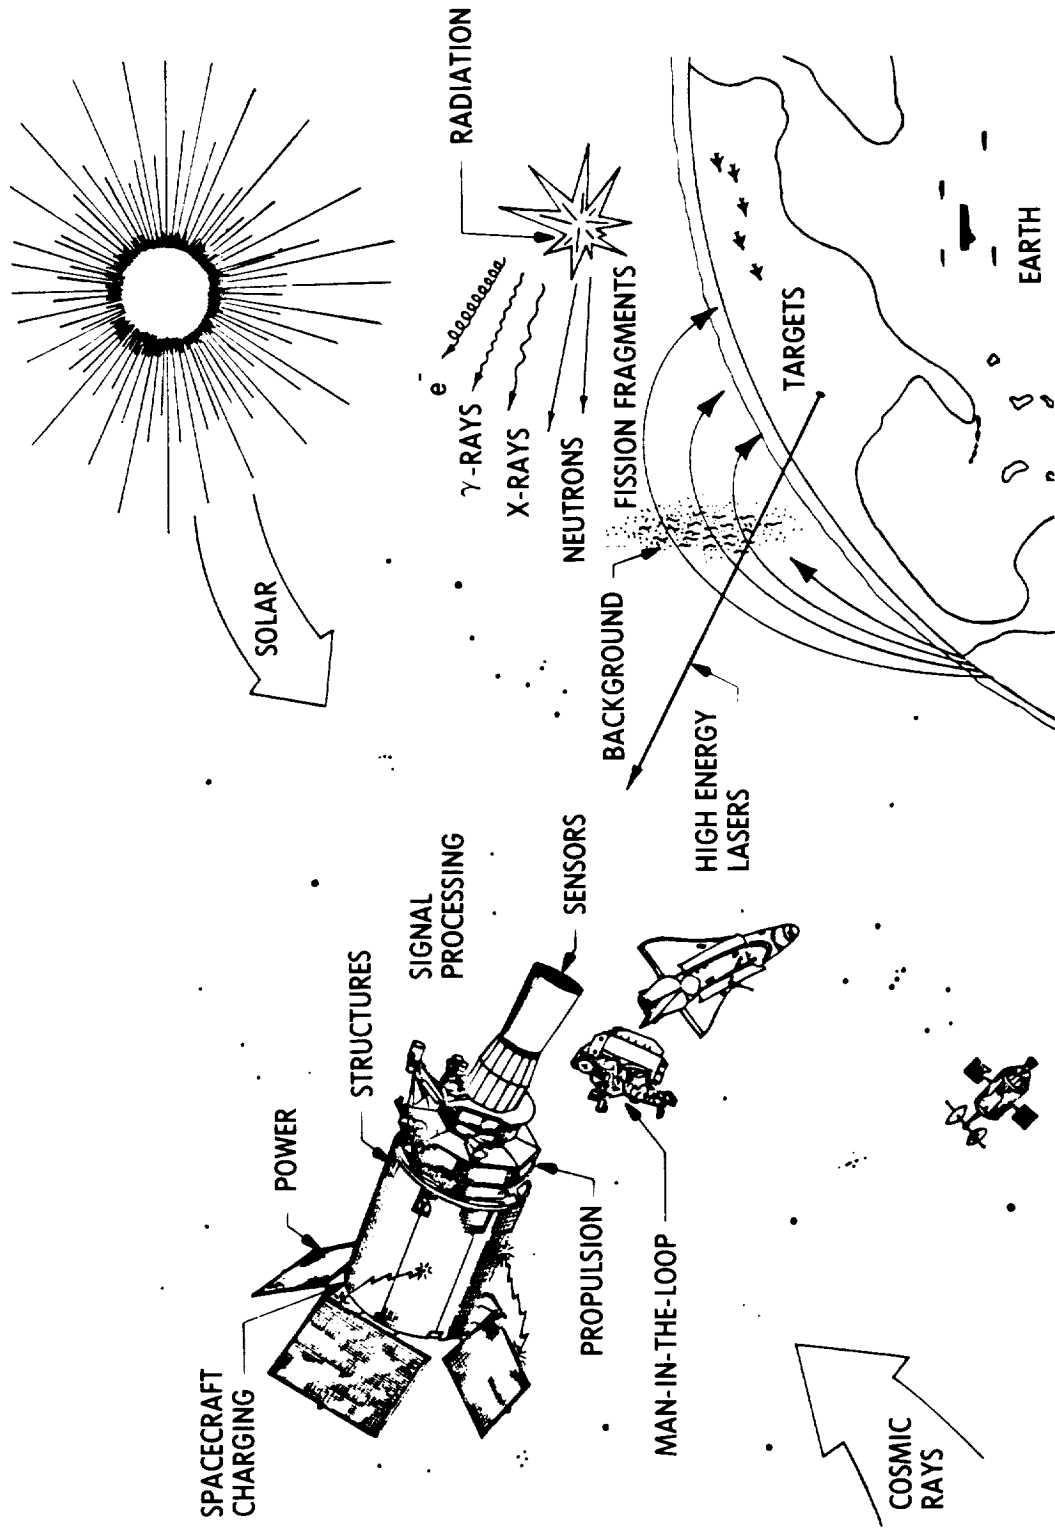 SPACECRAFT
CHARGING
POWER
STRUCTURES
SIGNAL
PROCESSING
SENSORS
PROPULSION
MAN-IN-THE-LOOP
COSMIC
RAYS
SOLAR
RADIATION
e⁻
γ-RAYS
X-RAYS
NEUTRONS
FISSION FRAGMENTS
BACKGROUND
HIGH ENERGY
LASERS
TARGETS
EARTH